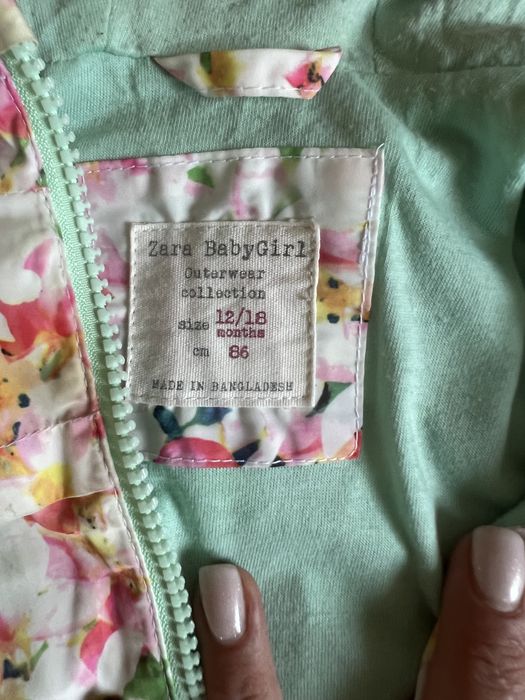 Zara BabyGirl
Outerwear
collection
size 12/18
months
cm 86
MADE IN BANGLADESH